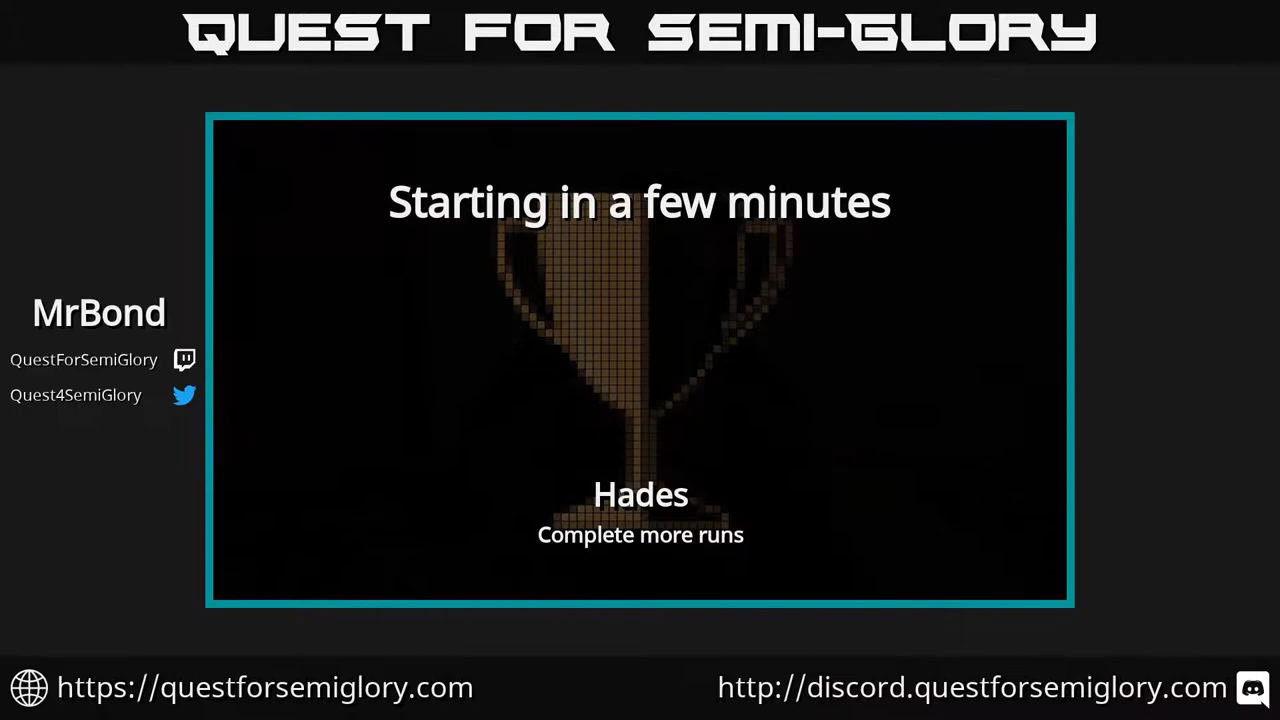 QUEST FOR SEMI-GLORY
Starting in a few minutes
MrBond
QuestForSemiGlory
Quest4SemiGlory
Hades
Complete more runs
https://questforsemiglory.com
http://discord.questforsemiglory.com